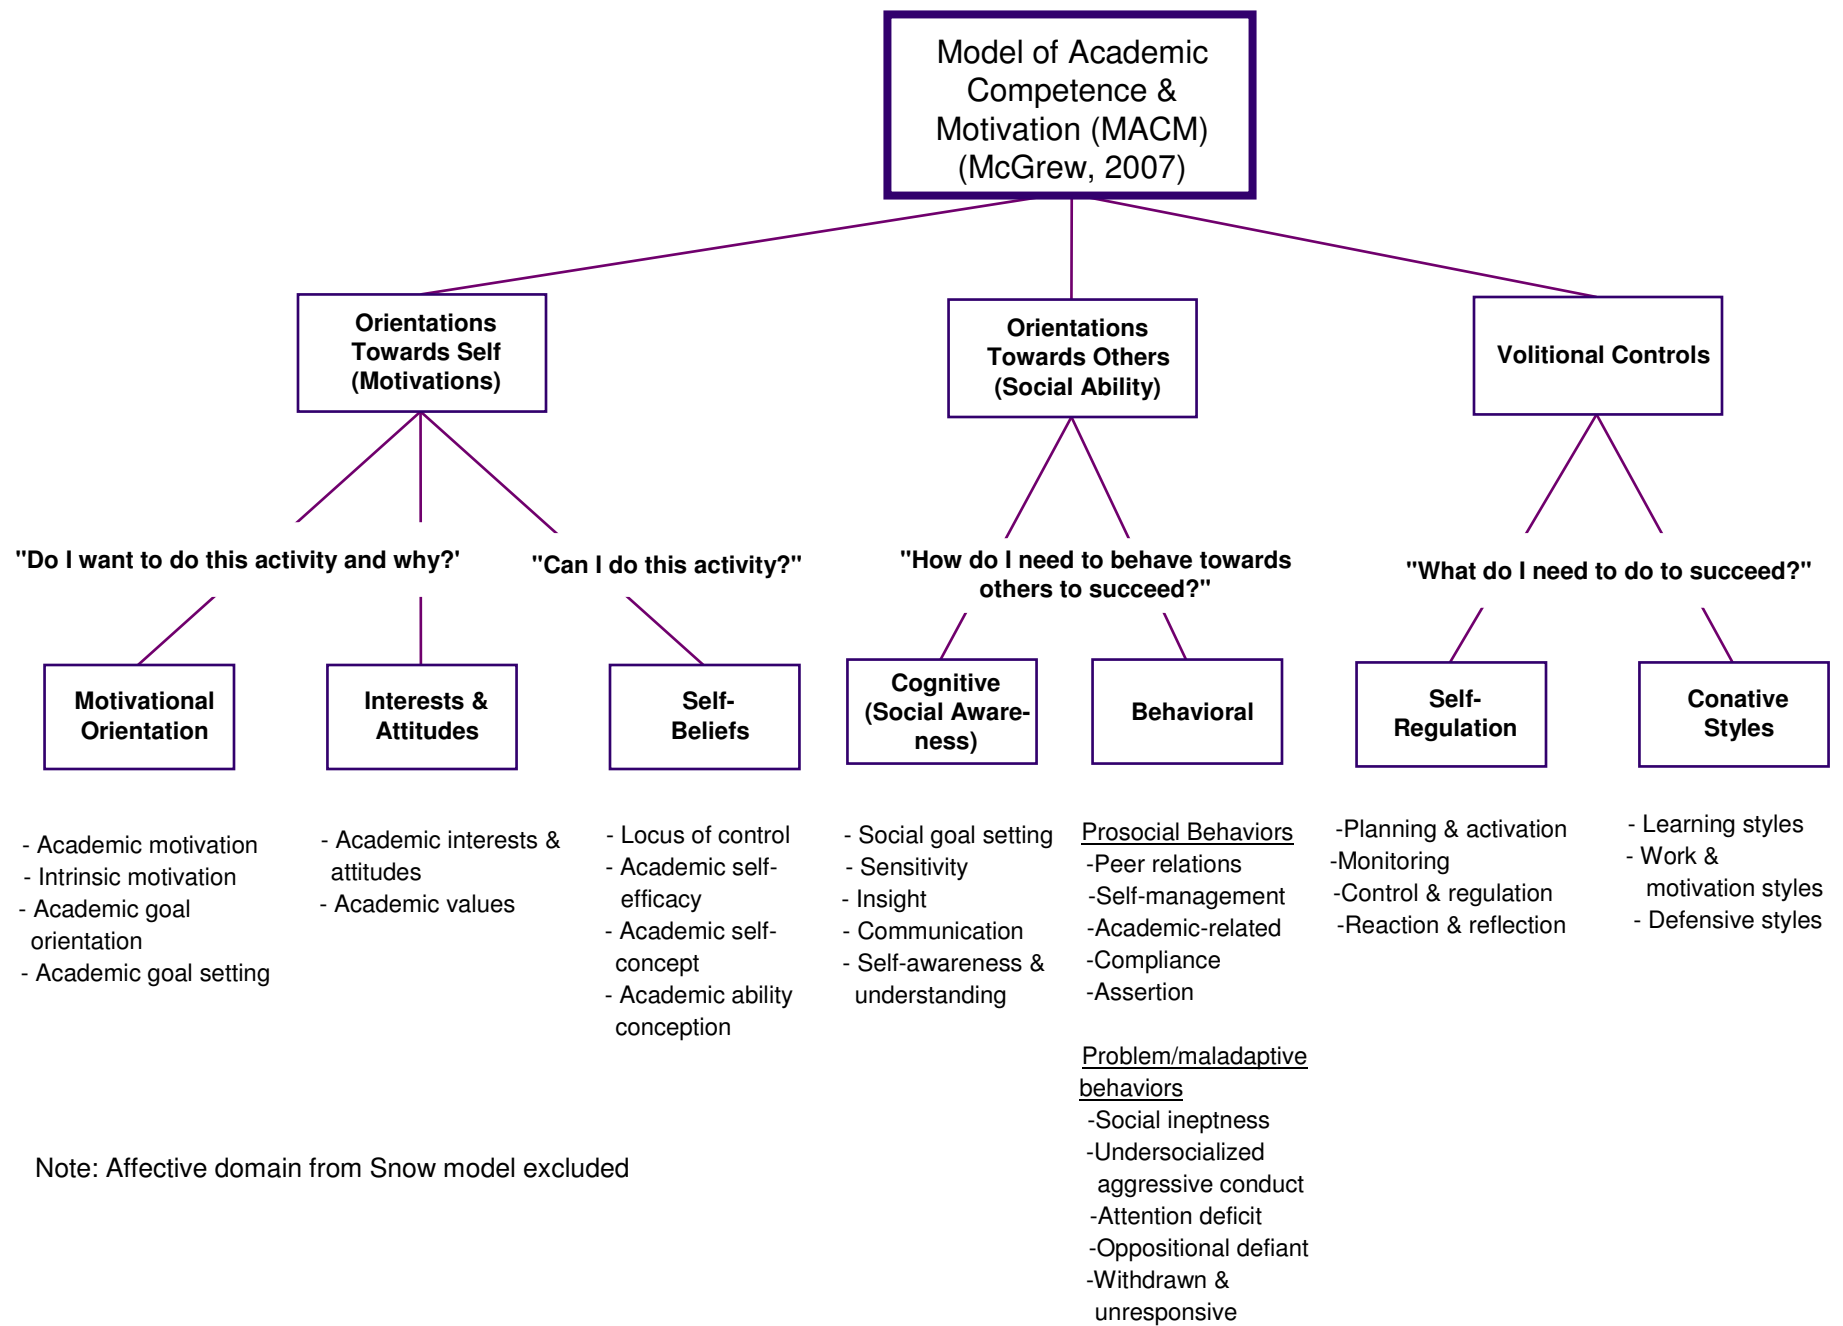 Model of Academic
Competence &
Motivation (MACM)
(McGrew, 2007)
Orientations
Towards Self
(Motivations)
Orientations
Towards Others
(Social Ability)
Volitional Controls
"Do I want to do this activity and why?'
"Can I do this activity?"
"How do I need to behave towards
others to succeed?"
"What do I need to do to succeed?"
Motivational
Orientation
Interests &
Attitudes
Self-
Beliefs
Cognitive
(Social Aware-
ness)
Behavioral
Self-
Regulation
Conative
Styles
- Academic motivation
- Intrinsic motivation
- Academic goal
orientation
- Academic goal setting
- Academic interests &
attitudes
- Academic values
- Locus of control
- Academic self-
efficacy
- Academic self-
concept
- Academic ability
conception
- Social goal setting
- Sensitivity
- Insight
- Communication
- Self-awareness &
understanding
Prosocial Behaviors
-Peer relations
-Self-management
-Academic-related
-Compliance
-Assertion
Problem/maladaptive
behaviors
-Social ineptness
-Undersocialized
aggressive conduct
-Attention deficit
-Oppositional defiant
-Withdrawn &
unresponsive
-Planning & activation
-Monitoring
-Control & regulation
-Reaction & reflection
- Learning styles
- Work &
motivation styles
- Defensive styles
Note: Affective domain from Snow model excluded